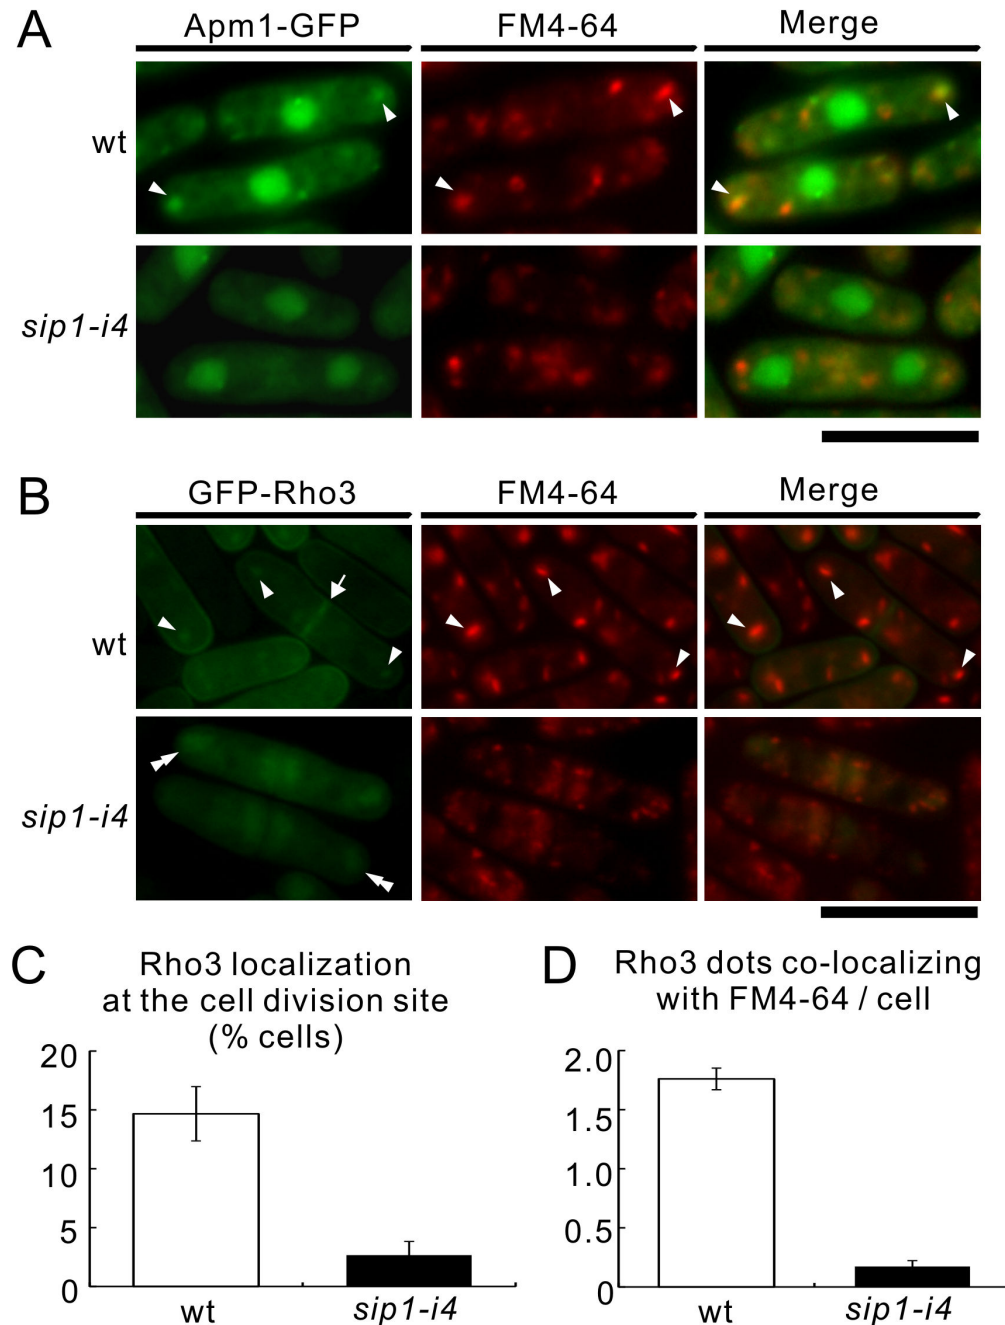 A
Apm1-GFP FM4-64 Merge
wt
sip1-i4
B
GFP-Rho3 FM4-64 Merge
wt
sip1-i4
C
Rho3 localization
at the cell division site
(% cells)
20
15
10
5
0
wt sip1-i4
D
Rho3 dots co-localizing
with FM4-64 / cell
2.0
1.5
1.0
0.5
0
wt sip1-i4